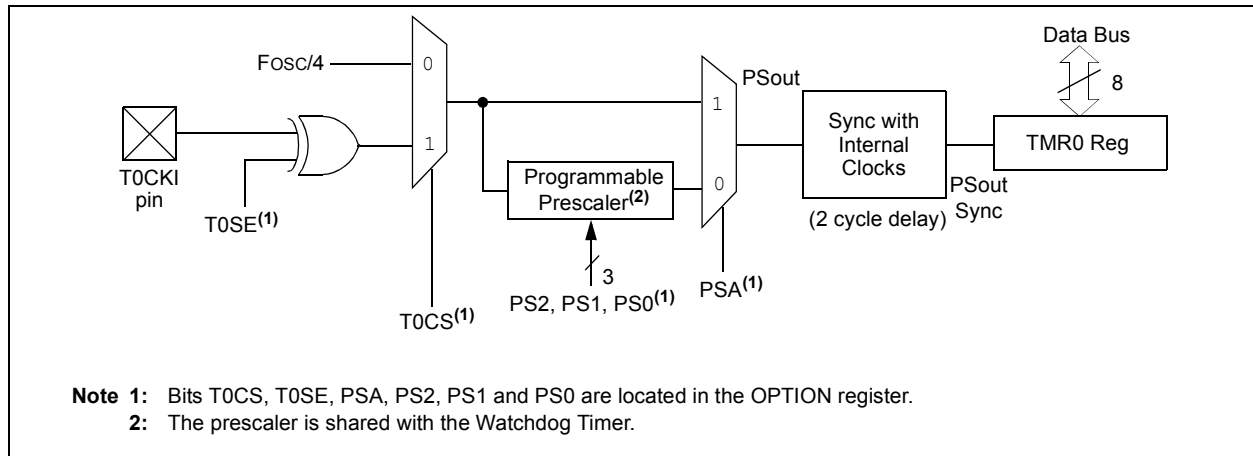 Data Bus
FOSC/4
0
PSout
8
1
T0CKI
pin
1
Sync with
Internal
Clocks
TMR0 Reg
Programmable
Prescaler(2)
0
PSout
Sync
T0SE(1)
(2 cycle delay)
3
PS2, PS1, PS0(1)
PSA(1)
T0CS(1)
Note 1: Bits T0CS, T0SE, PSA, PS2, PS1 and PS0 are located in the OPTION register.
2: The prescaler is shared with the Watchdog Timer.